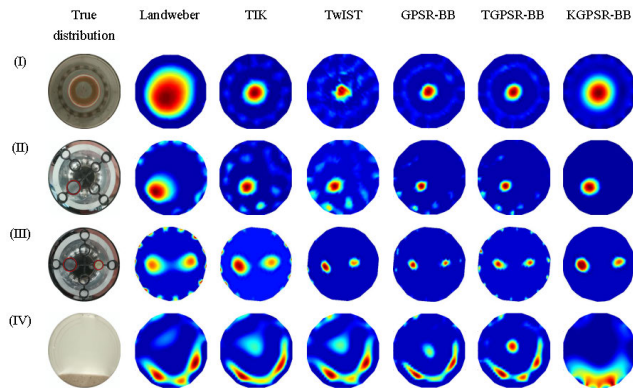 True distribution Landweber TIK TwIST GPSR-BB TGPSR-BB KGPSR-BB
(I)
(II)
(III)
(IV)